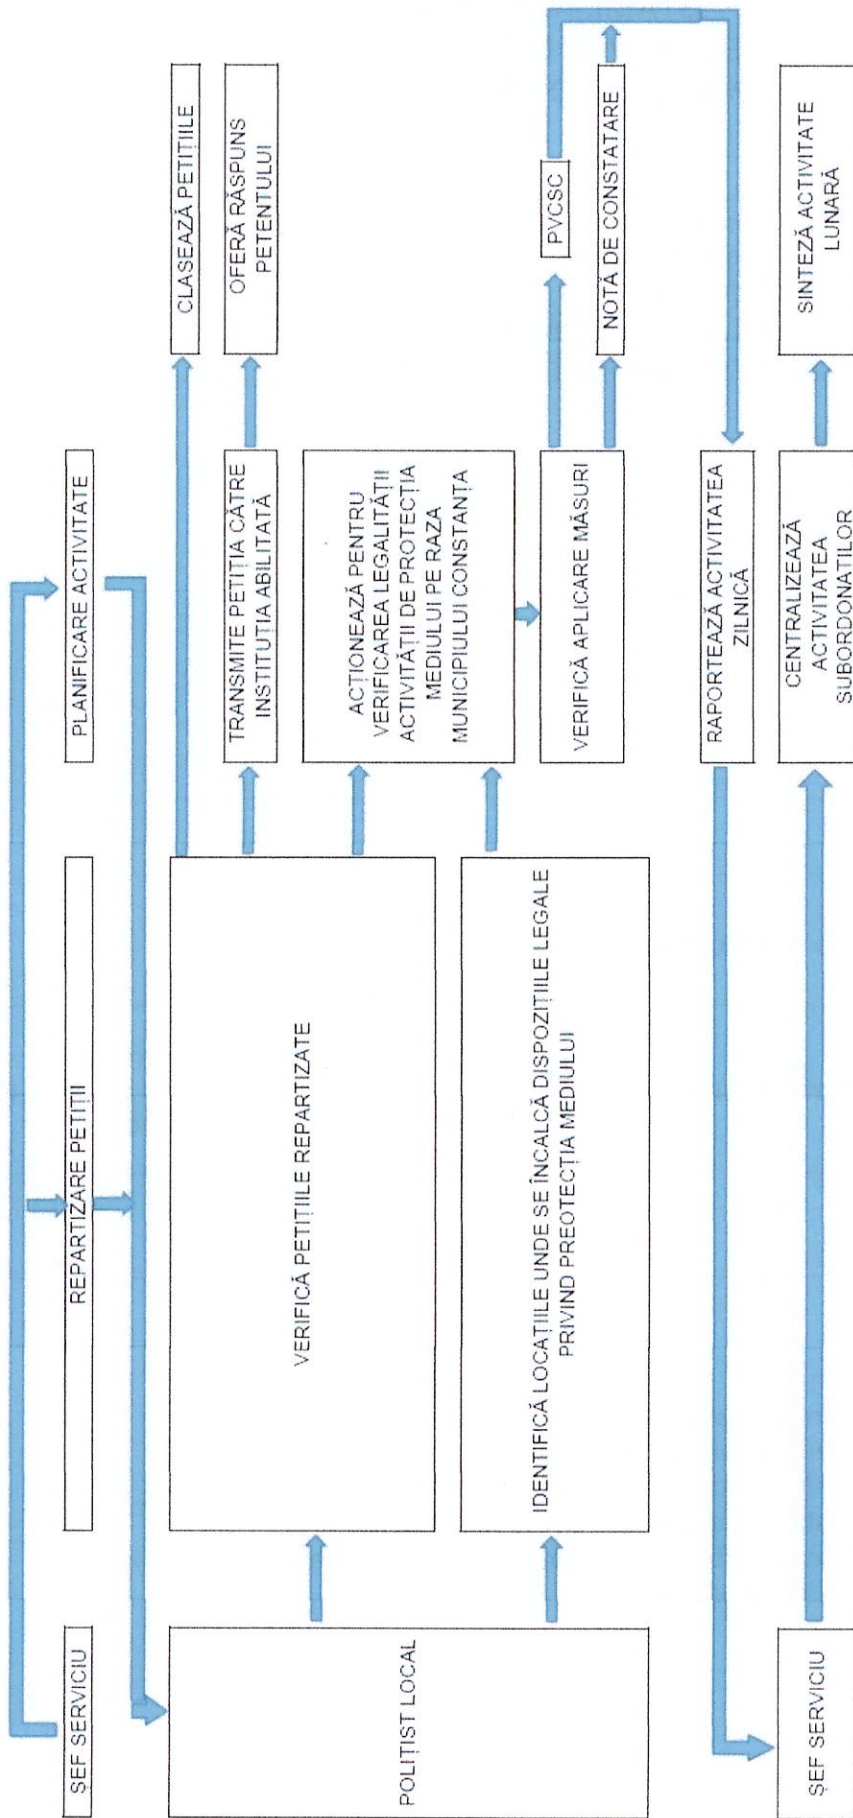 ȘEF SERVICIU
REPARTIZARE PETIȚII
PLANIFICARE ACTIVITATE
POLIȚIST LOCAL
VERIFICĂ PETIȚIILE REPARTIZATE
CLASEAZĂ PETIȚIILE
TRANSMITE PETIȚIA CĂTRE
INSTITUȚIA ABILITATĂ
OFERĂ RĂSPUNS
PETENTULUI
ACȚIONEAZĂ PENTRU
VERIFICAREA LEGALITĂȚII
ACTIVITĂȚII DE PROTECȚIA
MEDIULUI PE RAZA
MUNICIPIULUI CONSTANȚA
IDENTIFICĂ LOCAȚIILE UNDE SE ÎNCALCĂ DISPOZIȚIILE LEGALE
PRIVIND PREOTECȚIA MEDIULUI
VERIFICĂ APLICARE MĂSURI
PVCSC
NOTĂ DE CONSTATARE
RAPORTEAZĂ ACTIVITATEA
ZILNICĂ
ȘEF SERVICIU
CENTRALIZEAZĂ
ACTIVITATEA
SUBORDONATILOR
SINTEZĂ ACTIVITATE
LUNARĂ